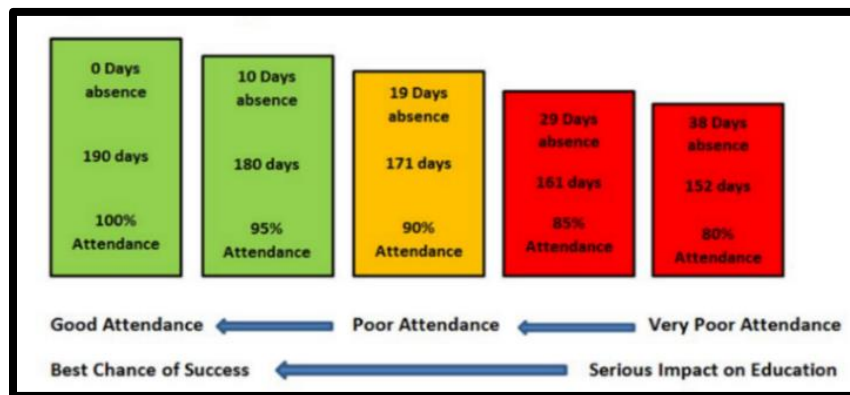 0 Days
absence
190 days
100%
Attendance
10 Days
absence
180 days
95%
Attendance
19 Days
absence
171 days
90%
Attendance
29 Days
absence
161 days
85%
Attendance
38 Days
absence
152 days
80%
Attendance
Good Attendance Poor Attendance Very Poor Attendance
Best Chance of Success Serious Impact on Education